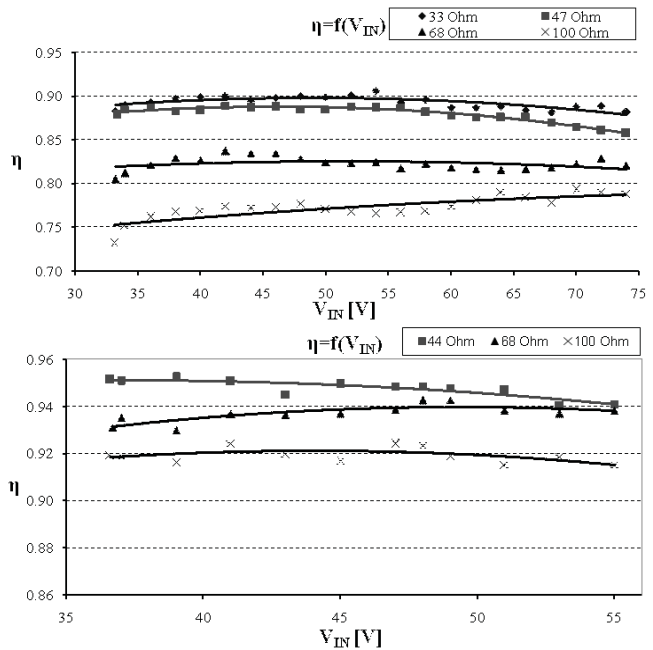 η=f(V_IN)
33 Ohm 47 Ohm
68 Ohm 100 Ohm
0.95
0.90
0.85
η
0.80
0.75
0.70
30 35 40 45 50 55 60 65 70 75
V_IN [V]
η=f(V_IN)
44 Ohm 68 Ohm 100 Ohm
0.96
0.94
0.92
η
0.90
0.88
0.86
35 40 45 50 55
V_IN [V]